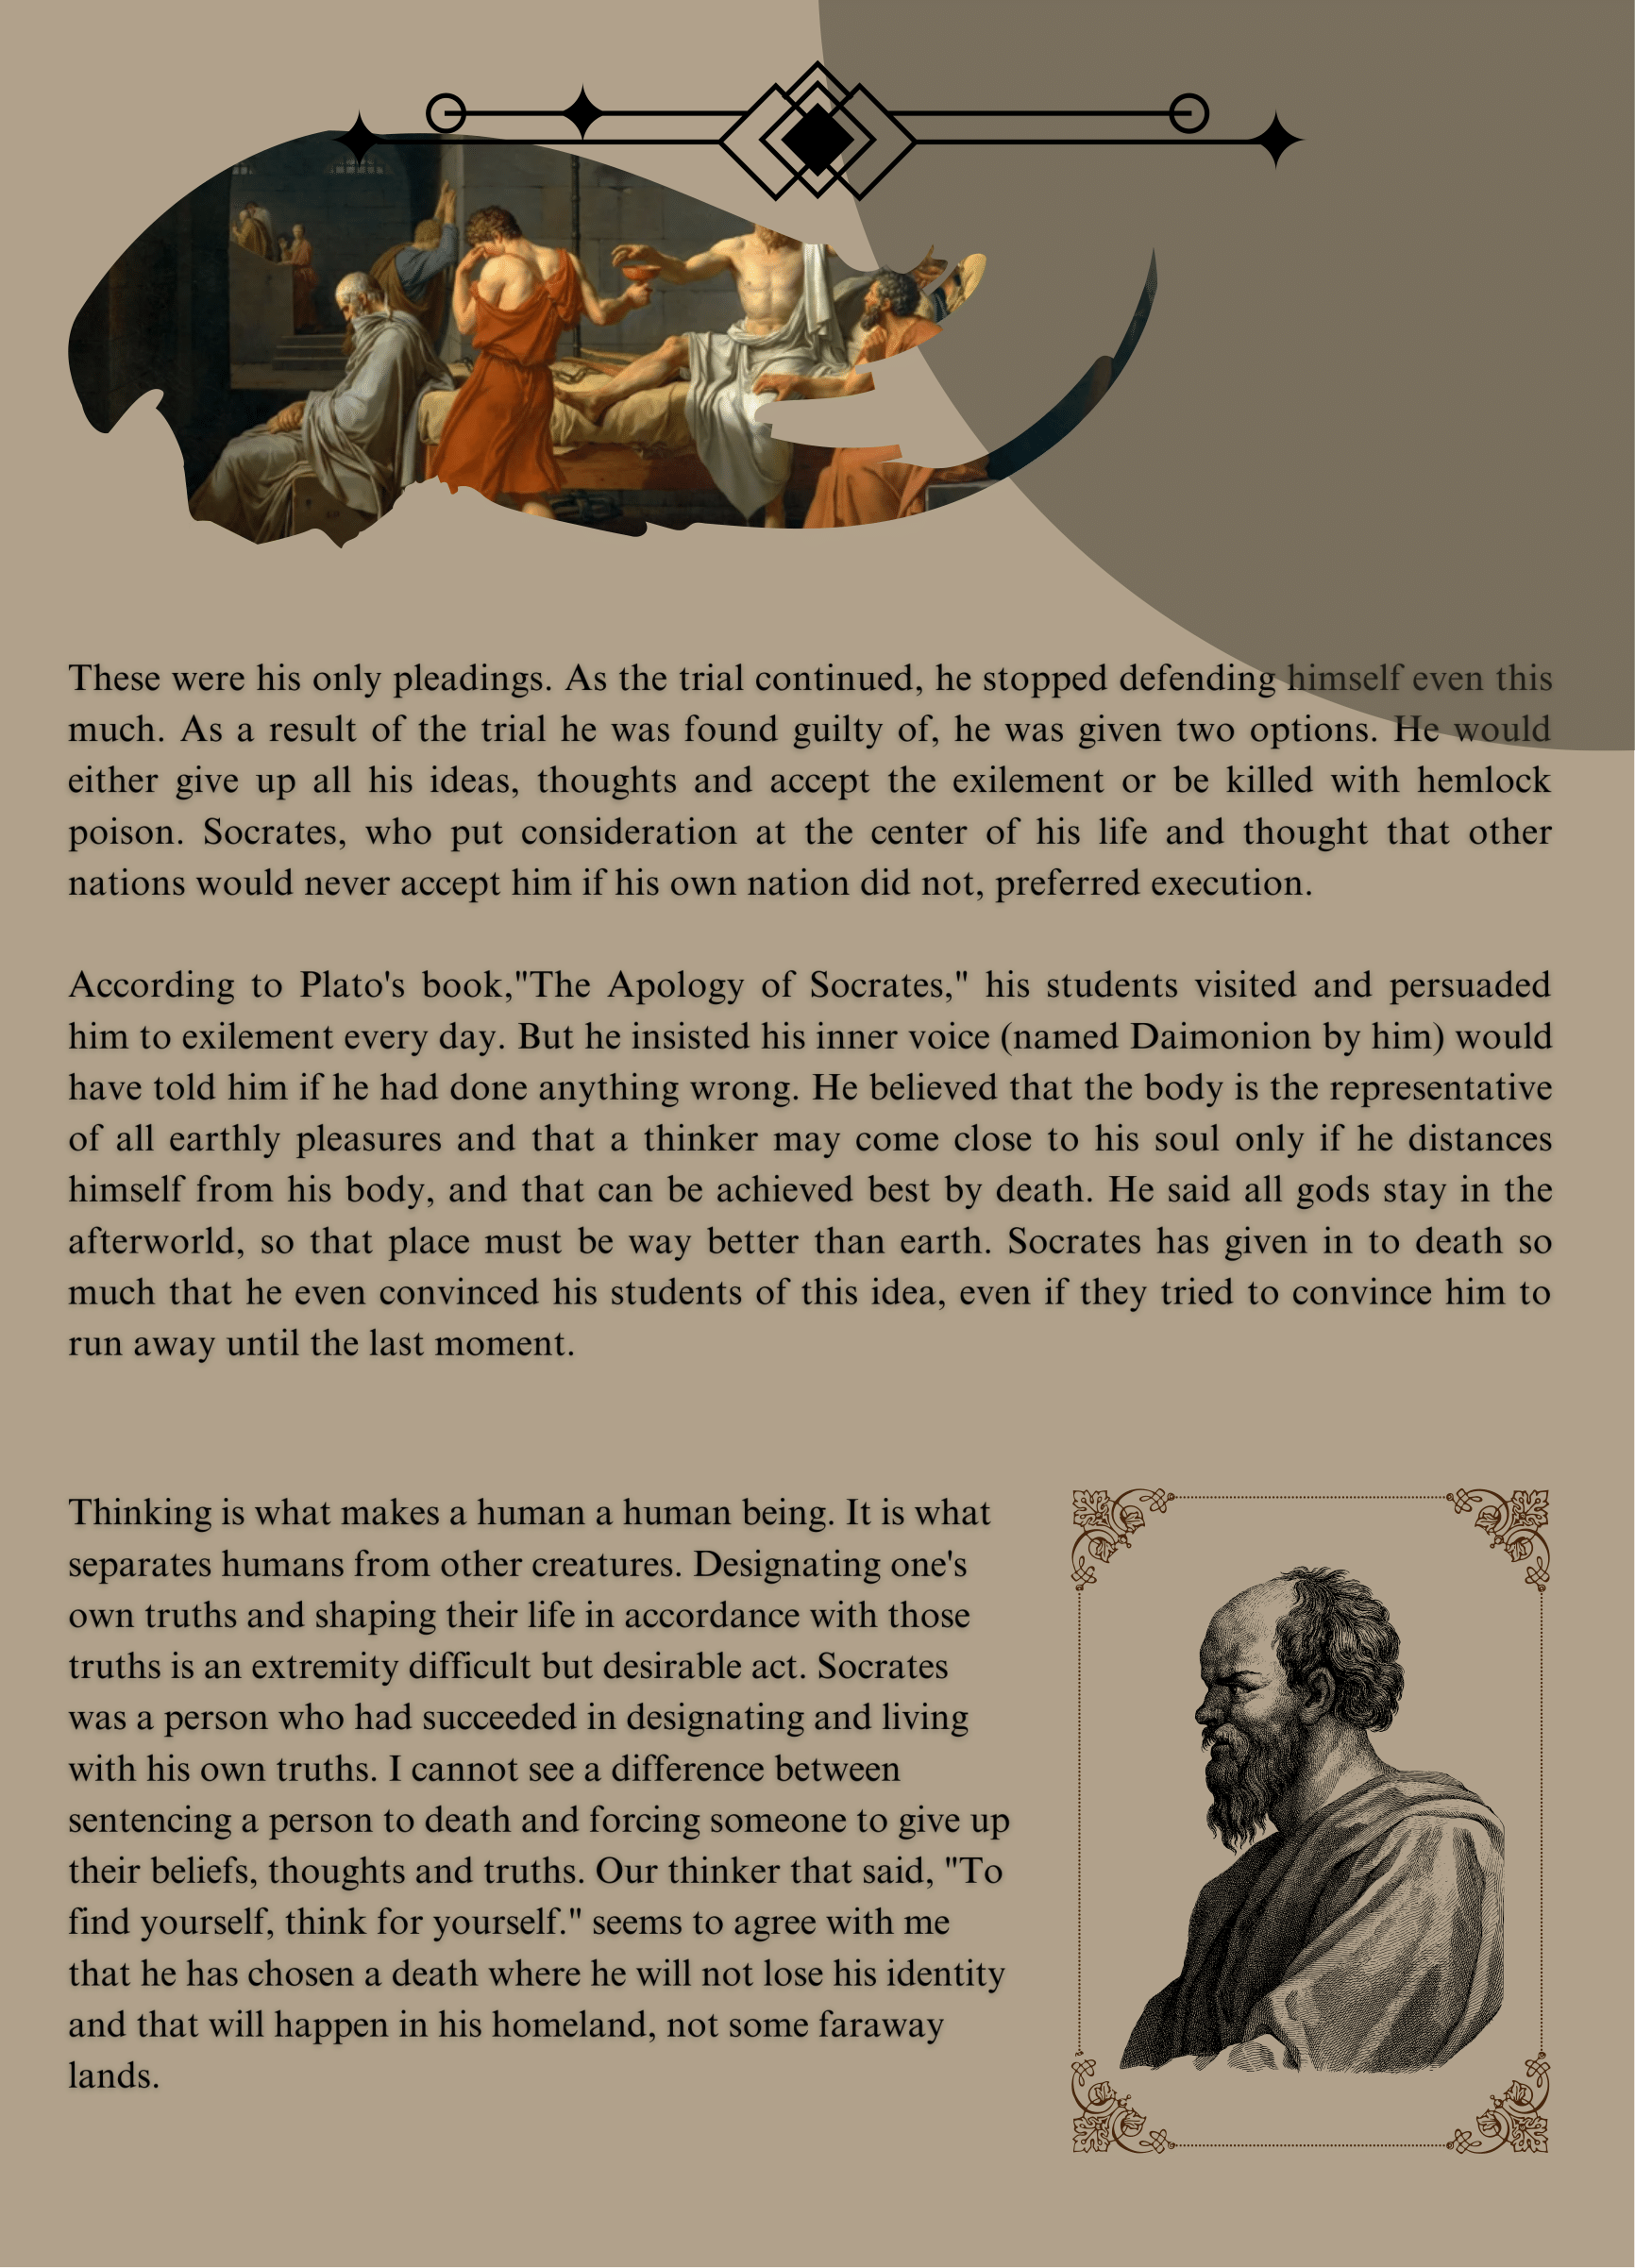 These were his only pleadings. As the trial continued, he stopped defending himself even this
much. As a result of the trial he was found guilty of, he was given two options. He would
either give up all his ideas, thoughts and accept the exilement or be killed with hemlock
poison. Socrates, who put consideration at the center of his life and thought that other
nations would never accept him if his own nation did not, preferred execution.
According to Plato's book,"The Apology of Socrates," his students visited and persuaded
him to exilement every day. But he insisted his inner voice (named Daimonion by him) would
have told him if he had done anything wrong. He believed that the body is the representative
of all earthly pleasures and that a thinker may come close to his soul only if he distances
himself from his body, and that can be achieved best by death. He said all gods stay in the
afterworld, so that place must be way better than earth. Socrates has given in to death so
much that he even convinced his students of this idea, even if they tried to convince him to
run away until the last moment.
Thinking is what makes a human a human being. It is what
separates humans from other creatures. Designating one's
own truths and shaping their life in accordance with those
truths is an extremity difficult but desirable act. Socrates
was a person who had succeeded in designating and living
with his own truths. I cannot see a difference between
sentencing a person to death and forcing someone to give up
their beliefs, thoughts and truths. Our thinker that said, "To
find yourself, think for yourself." seems to agree with me
that he has chosen a death where he will not lose his identity
and that will happen in his homeland, not some faraway
lands.